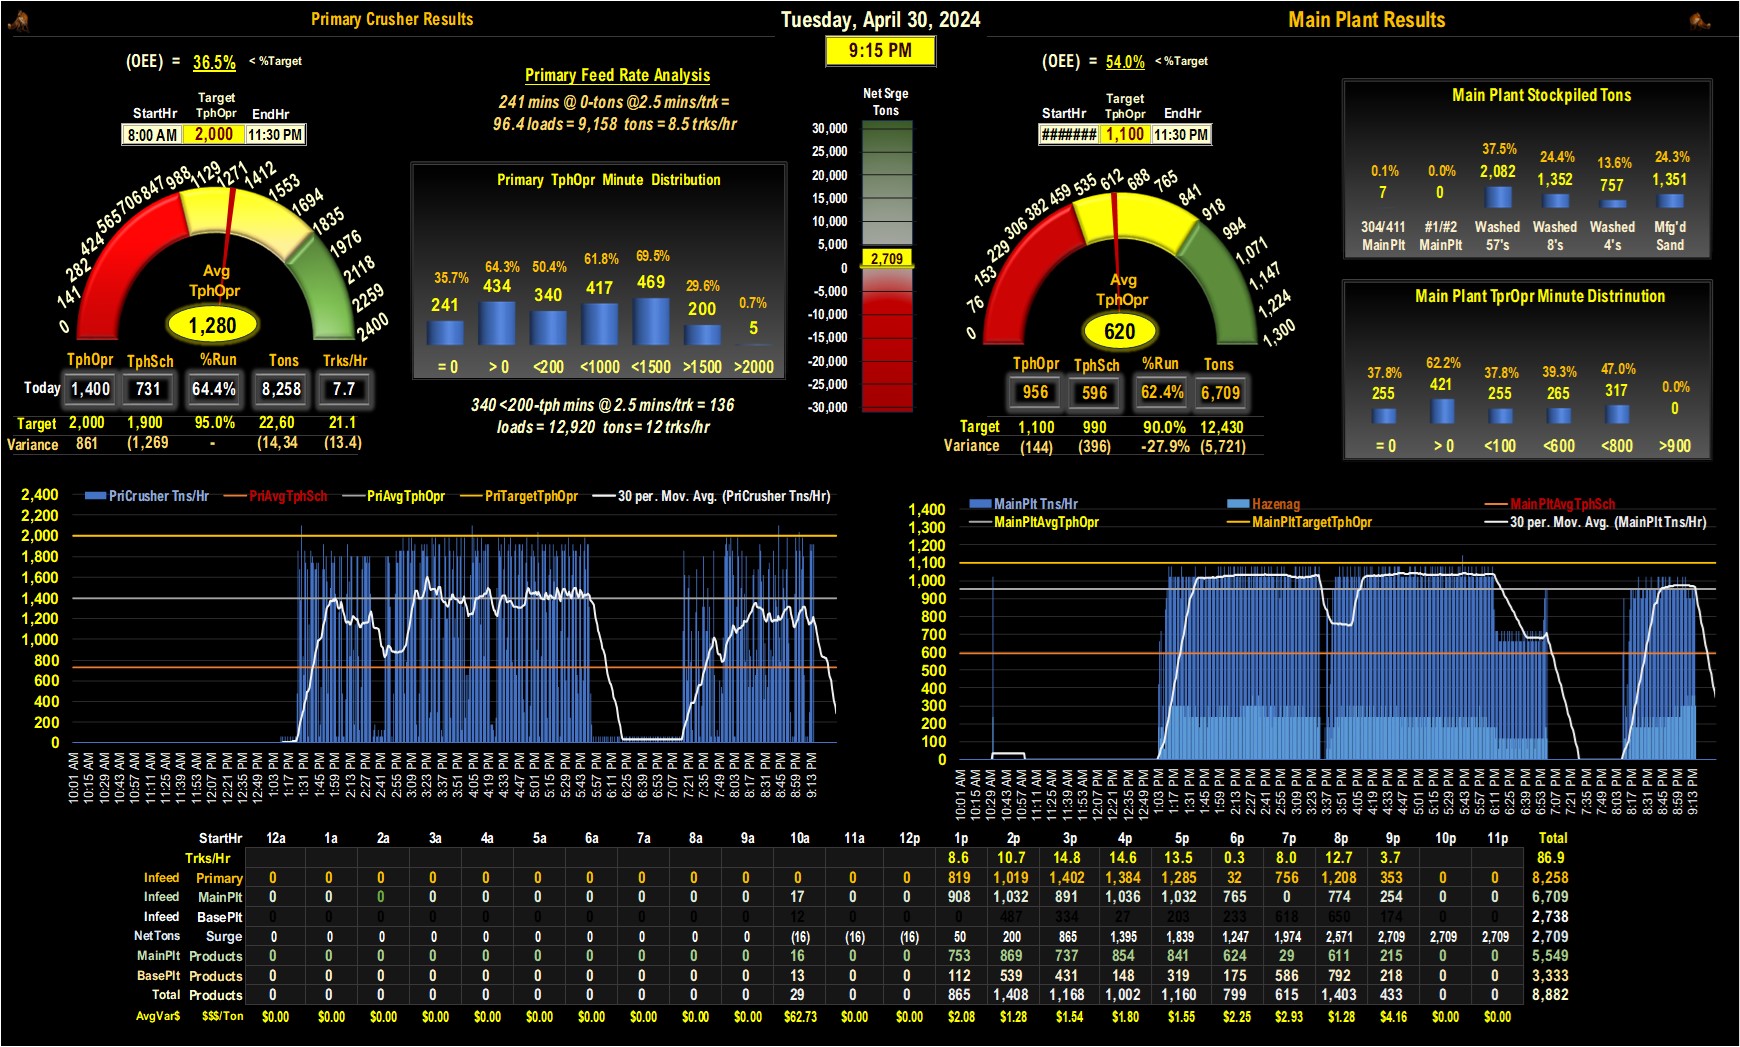 Primary Crusher Results
Tuesday, April 30, 2024
Main Plant Results
9:15 PM
(OEE) = 36.5% < %Target
StartHr Target TphOpr EndHr
8:00 AM 2,000 11:30 PM
0 141 282 424 565 706 847 988 1129 1271 1412 1553 1694 1835 1976 2118 2259 2400
Avg
TphOpr
1,280
TphOpr TphSch %Run Tons Trks/Hr
Today 1,400 731 64.4% 8,258 7.7
Target 2,000 1,900 95.0% 22,60 21.1
Variance 861 (1,269 - (14,34 (13.4)
Primary Feed Rate Analysis
241 mins @ 0-tons @2.5 mins/trk =
96.4 loads = 9,158 tons = 8.5 trks/hr
Primary TphOpr Minute Distribution
35.7% 64.3% 50.4% 61.8% 69.5% 29.6% 0.7%
241 434 340 417 469 200 5
= 0 > 0 <200 <1000 <1500 >1500 >2000
340 <200-tph mins @ 2.5 mins/trk = 136
loads = 12,920 tons = 12 trks/hr
Net Srge
Tons
30,000
25,000
20,000
15,000
10,000
5,000
2,709
0
-5,000
-10,000
-15,000
-20,000
-25,000
-30,000
(OEE) = 54.0% < %Target
StartHr Target TphOpr EndHr
####### 1,100 11:30 PM
0 76 153 229 306 382 459 535 612 688 765 841 918 994 1,071 1,147 1,224 1,300
Avg
TphOpr
620
TphOpr TphSch %Run Tons
956 596 62.4% 6,709
Target 1,100 990 90.0% 12,430
Variance (144) (396) -27.9% (5,721)
Main Plant Stockpiled Tons
0.1% 0.0% 37.5% 24.4% 13.6% 24.3%
7 0 2,082 1,352 757 1,351
304/411 #1/#2 Washed Washed Washed Mfg'd
MainPlt MainPlt 57's 8's 4's Sand
Main Plant TprOpr Minute Distrinution
37.8% 62.2% 37.8% 39.3% 47.0% 0.0%
255 421 255 265 317 0
= 0 > 0 <100 <600 <800 >900
PriCrusher Tns/Hr PriAvgTphSch PriAvgTphOpr PriTargetTphOpr 30 per. Mov. Avg. (PriCrusher Tns/Hr)
2,400
2,200
2,000
1,800
1,600
1,400
1,200
1,000
800
600
400
200
0
10:01 AM 10:15 AM 10:29 AM 10:43 AM 10:57 AM 11:11 AM 11:25 AM 11:39 AM 11:53 AM 12:07 PM 12:21 PM 12:35 PM 12:49 PM 1:03 PM 1:17 PM 1:31 PM 1:45 PM 1:59 PM 2:13 PM 2:27 PM 2:41 PM 2:55 PM 3:09 PM 3:23 PM 3:37 PM 3:51 PM 4:05 PM 4:19 PM 4:33 PM 4:47 PM 5:01 PM 5:15 PM 5:29 PM 5:43 PM 5:57 PM 6:11 PM 6:25 PM 6:39 PM 6:53 PM 7:07 PM 7:21 PM 7:35 PM 7:49 PM 8:03 PM 8:17 PM 8:31 PM 8:45 PM 8:59 PM 9:13 PM
MainPlt Tns/Hr Hazenag MainPltAvgTphSch
MainPltAvgTphOpr MainPltTargetTphOpr 30 per. Mov. Avg. (MainPlt Tns/Hr)
1,400
1,300
1,200
1,100
1,000
900
800
700
600
500
400
300
200
100
0
10:01 AM 10:15 AM 10:29 AM 10:43 AM 10:57 AM 11:11 AM 11:25 AM 11:39 AM 11:53 AM 12:07 PM 12:21 PM 12:35 PM 12:49 PM 1:03 PM 1:17 PM 1:31 PM 1:45 PM 1:59 PM 2:13 PM 2:27 PM 2:41 PM 2:55 PM 3:09 PM 3:23 PM 3:37 PM 3:51 PM 4:05 PM 4:19 PM 4:33 PM 4:47 PM 5:01 PM 5:15 PM 5:29 PM 5:43 PM 5:57 PM 6:11 PM 6:25 PM 6:39 PM 6:53 PM 7:07 PM 7:21 PM 7:35 PM 7:49 PM 8:03 PM 8:17 PM 8:31 PM 8:45 PM 8:59 PM 9:13 PM
StartHr 12a 1a 2a 3a 4a 5a 6a 7a 8a 9a 10a 11a 12p 1p 2p 3p 4p 5p 6p 7p 8p 9p 10p 11p Total
Trks/Hr 8.6 10.7 14.8 14.6 13.5 0.3 8.0 12.7 3.7 86.9
Infeed Primary 0 0 0 0 0 0 0 0 0 0 0 0 0 819 1,019 1,402 1,384 1,285 32 756 1,208 353 0 0 8,258
Infeed MainPlt 0 0 0 0 0 0 0 0 0 0 17 0 0 908 1,032 891 1,036 1,032 765 0 774 254 0 0 6,709
Infeed BasePlt 0 0 0 0 0 0 0 0 0 0 12 0 0 0 487 334 27 203 233 618 650 174 0 0 2,738
NetTons Surge 0 0 0 0 0 0 0 0 0 0 (16) (16) (16) 50 200 865 1,395 1,839 1,247 1,974 2,571 2,709 2,709 2,709 2,709
MainPlt Products 0 0 0 0 0 0 0 0 0 0 16 0 0 753 869 737 854 841 624 29 611 215 0 0 5,549
BasePlt Products 0 0 0 0 0 0 0 0 0 0 13 0 0 112 539 431 148 319 175 586 792 218 0 0 3,333
Total Products 0 0 0 0 0 0 0 0 0 0 29 0 0 865 1,408 1,168 1,002 1,160 799 615 1,403 433 0 0 8,882
AvgVar$ $$$/Ton $0.00 $0.00 $0.00 $0.00 $0.00 $0.00 $0.00 $0.00 $0.00 $0.00 $62.73 $0.00 $0.00 $2.08 $1.28 $1.54 $1.80 $1.55 $2.25 $2.93 $1.28 $4.16 $0.00 $0.00